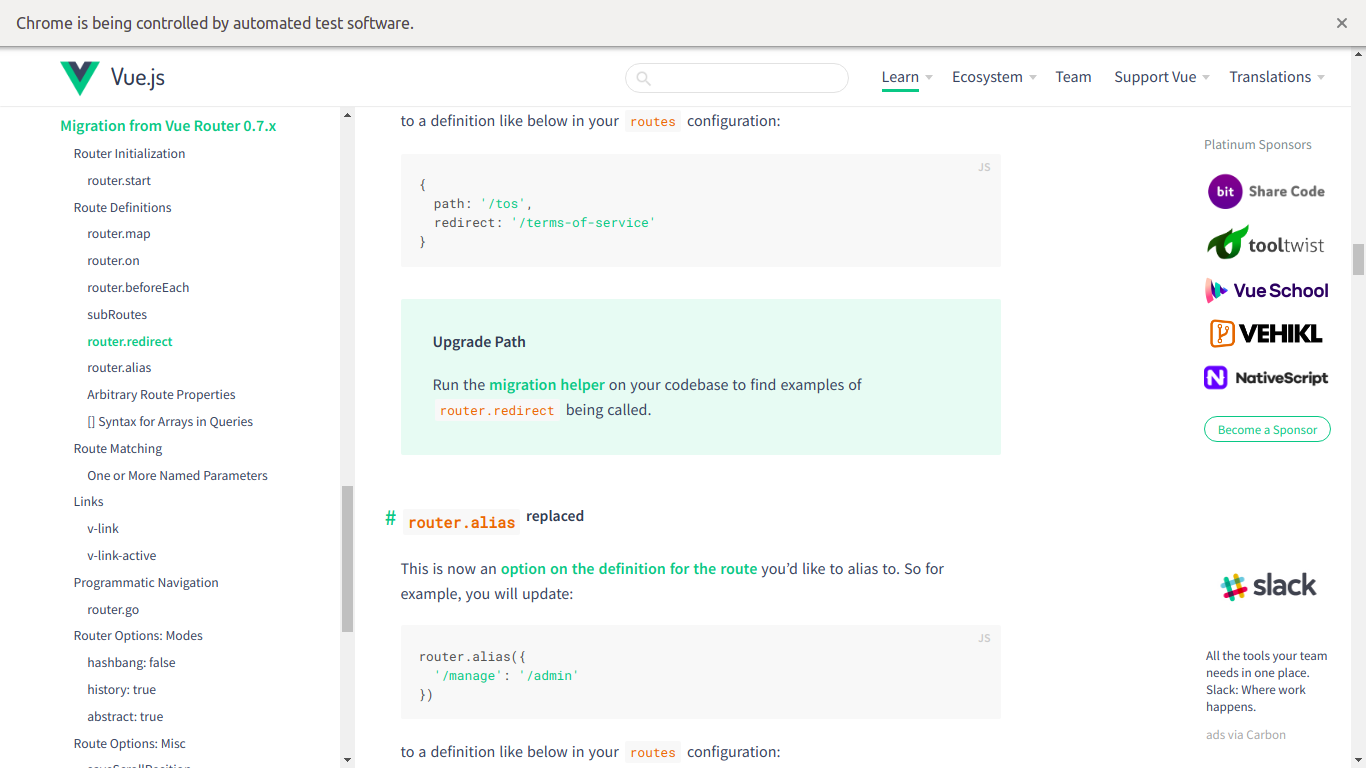 Chrome is being controlled by automated test software.
Vue.js
Learn
Ecosystem
Team
Support Vue
Translations
Migration from Vue Router 0.7.x
Router Initialization
router.start
Route Definitions
router.map
router.on
router.beforeEach
subRoutes
router.redirect
router.alias
Arbitrary Route Properties
[] Syntax for Arrays in Queries
Route Matching
One or More Named Parameters
Links
v-link
v-link-active
Programmatic Navigation
router.go
Router Options: Modes
hashbang: false
history: true
abstract: true
Route Options: Misc
to a definition like below in your routes configuration:
JS
{
path: '/tos',
redirect: '/terms-of-service'
}
Upgrade Path
Run the migration helper on your codebase to find examples of
router.redirect being called.
# router.alias replaced
This is now an option on the definition for the route you’d like to alias to. So for
example, you will update:
JS
router.alias({
'/manage': '/admin'
})
to a definition like below in your routes configuration:
Platinum Sponsors
bit Share Code
tooltwist
Vue School
VEHIKL
NativeScript
Become a Sponsor
slack
All the tools your team
needs in one place.
Slack: Where work
happens.
ads via Carbon